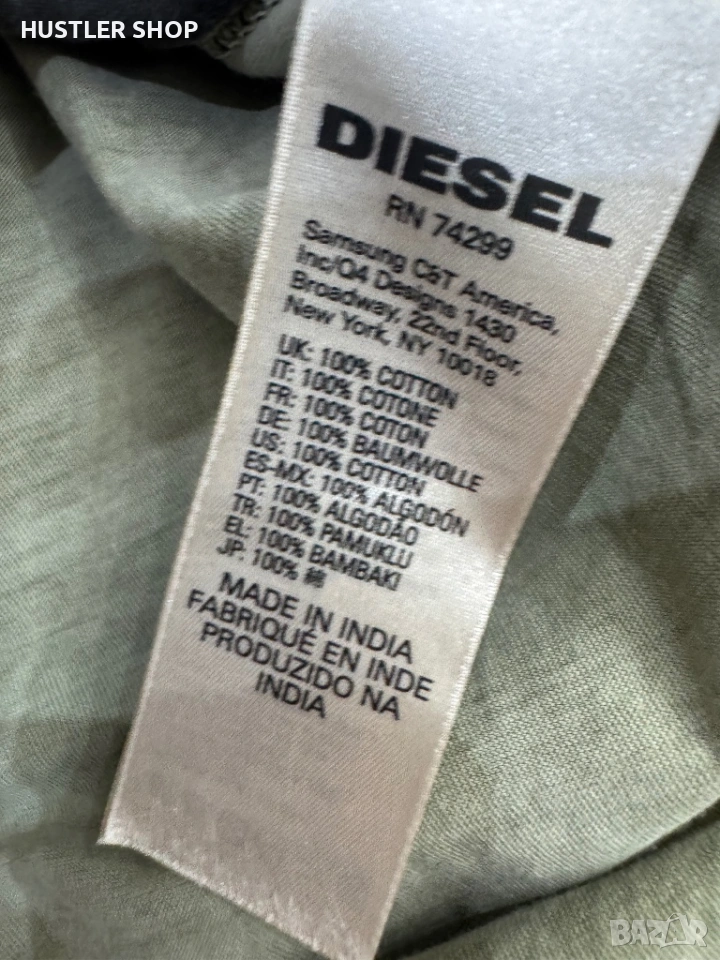 HUSTLER SHOP
DIESEL
RN 74299
Samsung C&T America,
Inc/Q4 Designs 1430
Broadway, 22nd Floor,
New York, NY 10018
UK: 100% COTTON
IT: 100% COTONE
FR: 100% COTON
DE: 100% BAUMWOLLE
US: 100% COTTON
ES-MX: 100% ALGODÓN
PT: 100% ALGODÃO
TR: 100% PAMUKLU
EL: 100% BAMBAKI
JP: 100% 綿
MADE IN INDIA
FABRIQUÉ EN INDE
PRODUZIDO NA
INDIA
BAZAR